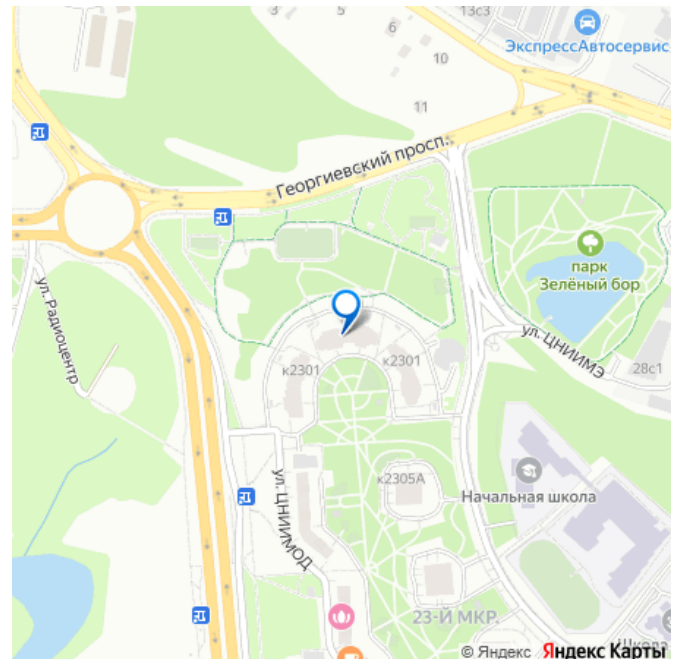 13с3
3
5
6
ЭкспрессАвтосервис
10
11
Георгиевский просп.
парк
Зелёный бор
ул. Радиоцентр
ул. ЦНИИМЭ
28с1
к2301
к2301
к2305А
Начальная школа
ул. ЦНИИМОД
23-Й МКР.
Школа
© Яндекс Яндекс Карты